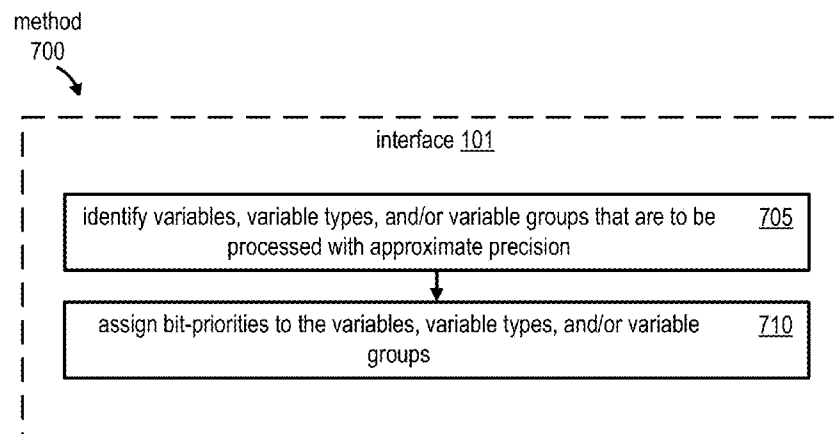 method
700
interface 101
identify variables, variable types, and/or variable groups that are to be 705
processed with approximate precision
assign bit-priorities to the variables, variable types, and/or variable 710
groups